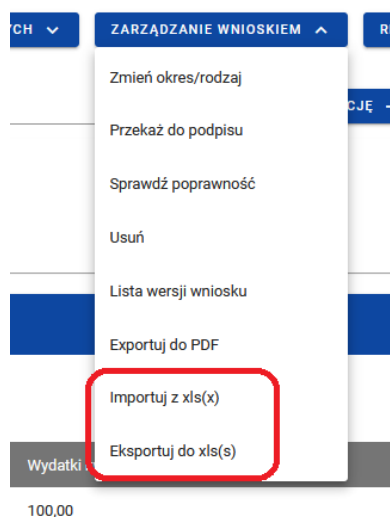 YCH ZARZĄDZANIE WNIOSKIEM R
Zmień okres/rodzaj
CJĘ
Przekaż do podpisu
Sprawdź poprawność
Usuń
Lista wersji wniosku
Exportuj do PDF
Importuj z xls(x)
Eksportuj do xls(s)
Wydatki
100,00